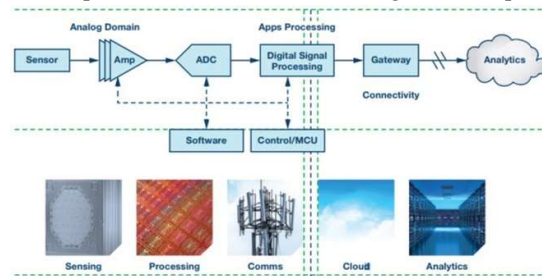 Analog Domain
Apps Processing
Sensor
Amp
ADC
Digital Signal
Processing
Gateway
Analytics
Connectivity
Software
Control/MCU
Sensing
Processing
Comms
Cloud
Analytics